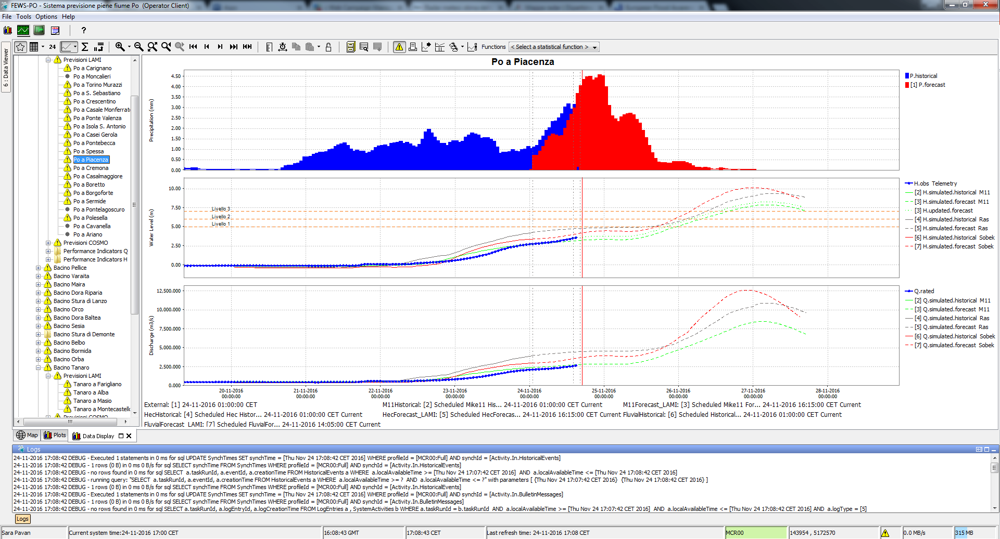 FEWS-PO - Sistema previsione piene fiume Po  (Operator Client)
File Tools Options Help
?
24
Functions < Select a statistical function >
6 : Data Viewer
Previsioni LAMI
Po a Carignano
Po a Moncalieri
Po a Torino Murazzi
Po a S. Sebastiano
Po a Crescentino
Po a Casale Monferrat
Po a Ponte Valenza
Po a Isola S. Antonio
Po a Casei Gerola
Po a Pontebecca
Po a Spessa
Po a Piacenza
Po a Cremona
Po a Casalmaggiore
Po a Boretto
Po a Borgoforte
Po a Sermide
Po a Pontelagoscuro
Po a Polesella
Po a Cavanella
Po a Ariano
Previsioni COSMO
Performance Indicators Q
Performance Indicators H
Bacino Pellice
Bacino Varaita
Bacino Maira
Bacino Dora Riparia
Bacino Stura di Lanzo
Bacino Orco
Bacino Dora Baltea
Bacino Sesia
Bacino Stura di Demonte
Bacino Belbo
Bacino Bormida
Bacino Orba
Bacino Tanaro
Previsioni LAMI
Tanaro a Farigliano
Tanaro a Alba
Tanaro a Masio
Tanaro a Montecastell
Previsioni COSMO
Po a Piacenza
Precipitation (mm)
4.50
4.00
3.50
3.00
2.50
2.00
1.50
1.00
0.50
0.00
P.historical
[1] P.forecast
Water Level (m)
10.00
7.50
5.00
2.50
0.00
Livello 3
Livello 2
Livello 1
H.obs Telemetry
[2] H.simulated.historical M11
[3] H.simulated.forecast M11
[3] H.updated.forecast
[4] H.simulated.historical Ras
[5] H.simulated.forecast Ras
[6] H.simulated.historical Sobek
[7] H.simulated.forecast Sobek
Discharge (m3/s)
12,500.000
10,000.000
7,500.000
5,000.000
2,500.000
0.000
Q.rated
[2] Q.simulated.historical M11
[3] Q.simulated.forecast M11
[4] Q.simulated.historical Ras
[5] Q.simulated.forecast Ras
[6] Q.simulated.historical Sobek
[7] Q.simulated.forecast Sobek
20-11-2016 21-11-2016 22-11-2016 23-11-2016 24-11-2016 25-11-2016 26-11-2016 27-11-2016 28-11-2016
00:00:00 00:00:00 00:00:00 00:00:00 00:00:00 00:00:00 00:00:00 00:00:00 00:00:00
External: [1] 24-11-2016 01:00:00 CET M11Historical: [2] Scheduled Mike11 His... 24-11-2016 01:00:00 CET Current M11Forecast_LAMI: [3] Scheduled Mike11 For... 24-11-2016 16:15:00 CET Current
HecHistorical: [4] Scheduled Hec Histor... 24-11-2016 01:00:00 CET Current HecForecast_LAMI: [5] Scheduled HecForecas... 24-11-2016 16:15:00 CET Current FluvialHistorical: [6] Scheduled Historical... 24-11-2016 01:00:00 CET Current
FluvialForecast_LAMI: [7] Scheduled FluvialFor... 24-11-2016 14:05:00 CET Current
Map Plots Data Display
Logs
24-11-2016 17:08:42 DEBUG - Executed 1 statements in 0 ms for sql UPDATE SynchTimes SET synchTime = [Thu Nov 24 17:08:42 CET 2016] WHERE profileId = [MCR00:Full] AND synchId = [Activity.In.HistoricalEvents]
24-11-2016 17:08:42 DEBUG - 1 rows (0 B) in 0 ms 0 B/s for sql SELECT synchTime FROM SynchTimes WHERE profileId = [MCR00:Full] AND synchId = [Activity.In.HistoricalEvents]
24-11-2016 17:08:42 DEBUG - no rows found in 0 ms for sql SELECT  a.taskRunId, a.eventId, a.creationTime FROM HistoricalEvents a WHERE  a.localAvailableTime >= [Thu Nov 24 17:07:42 CET 2016]  AND  a.localAvailableTime <= [Thu Nov 24 17:08:42 CET 2016]
24-11-2016 17:08:42 DEBUG - running query: "SELECT  a.taskRunId, a.eventId, a.creationTime FROM HistoricalEvents a WHERE  a.localAvailableTime >= ?  AND  a.localAvailableTime <= ?" with parameters [ {Thu Nov 24 17:07:42 CET 2016}  {Thu Nov 24 17:08:42 CET 2016} ]
24-11-2016 17:08:42 DEBUG - 1 rows (0 B) in 0 ms 0 B/s for sql SELECT synchTime FROM SynchTimes WHERE profileId = [MCR00:Full] AND synchId = [Activity.In.HistoricalEvents]
24-11-2016 17:08:42 DEBUG - Executed 1 statements in 0 ms for sql UPDATE SynchTimes SET synchTime = [Thu Nov 24 17:08:42 CET 2016] WHERE profileId = [MCR00:Full] AND synchId = [Activity.In.BulletinMessages]
24-11-2016 17:08:42 DEBUG - 1 rows (0 B) in 0 ms 0 B/s for sql SELECT synchTime FROM SynchTimes WHERE profileId = [MCR00:Full] AND synchId = [Activity.In.BulletinMessages]
24-11-2016 17:08:42 DEBUG - no rows found in 0 ms for sql SELECT a.taskRunId, a.logEntryId, a.logCreationTime FROM LogEntries a , SystemActivities b WHERE a.taskRunId = b.taskRunId  AND  a.localAvailableTime >= [Thu Nov 24 17:07:42 CET 2016]  AND  a.localAvailableTime <= [Thu Nov 24 17:08:42 CET 2016] AND  a.logType = [5]
Logs
Sara Pavan Current system time:24-11-2016 17:00 CET 16:08:43 GMT 17:08:43 CET Last refresh time: 24-11-2016 17:08 CET MCR00 143954 , 5172570 0.0 MB/s 315 MB